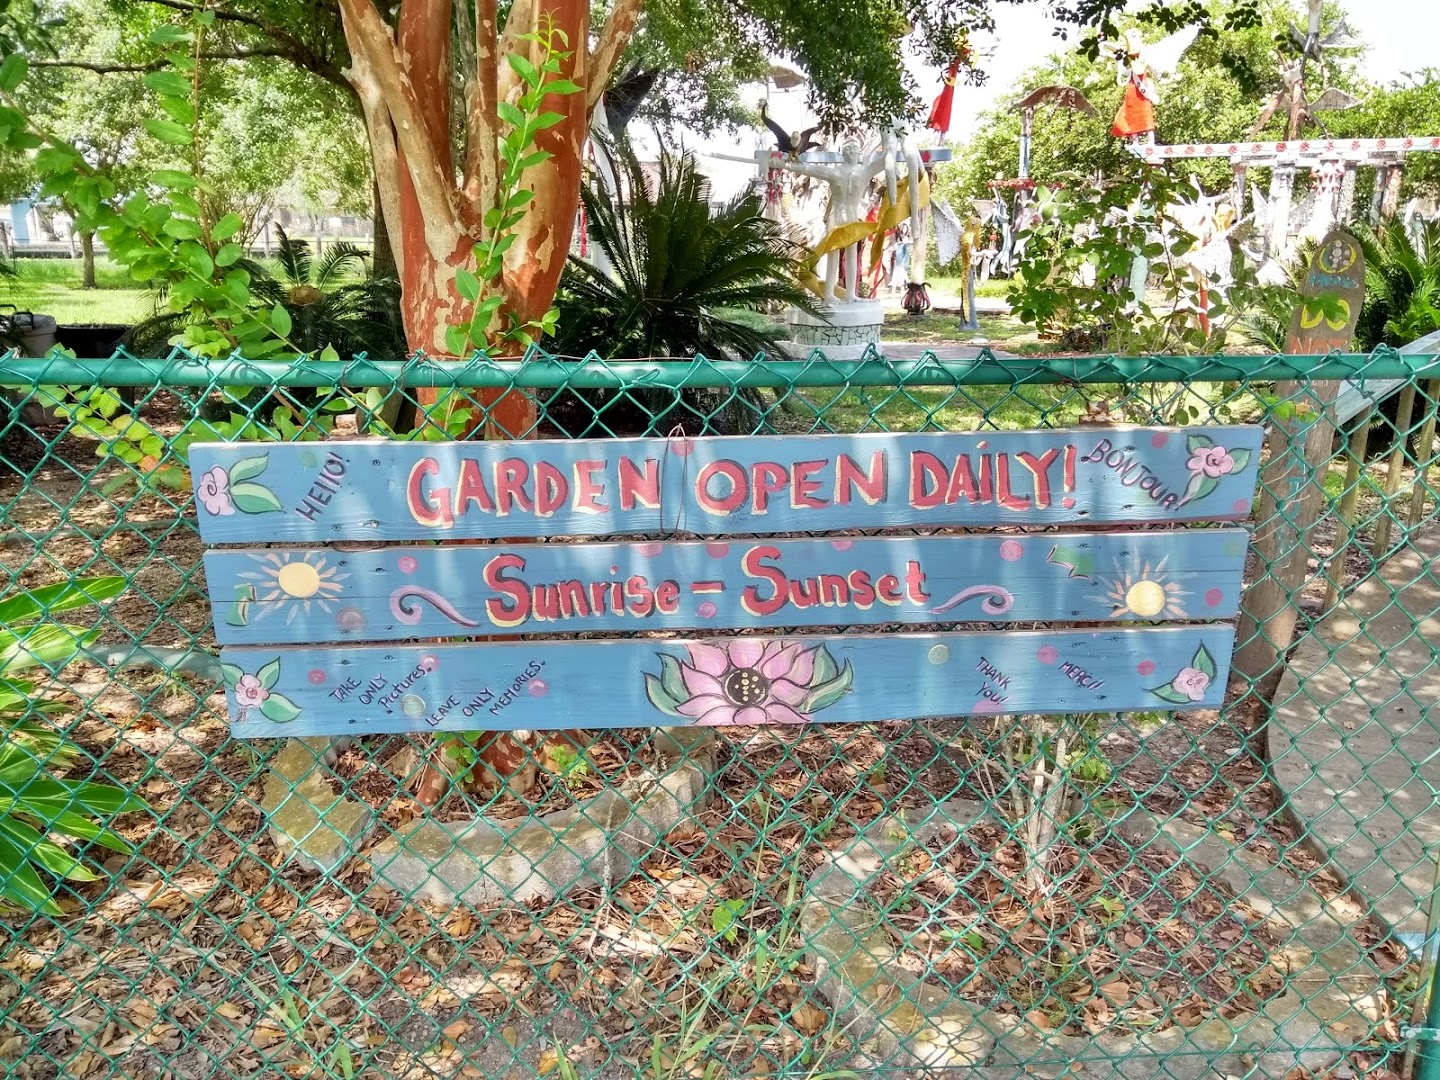 HEllo!
GARDEN OPEN DAiLY!
BONJOUR!
Sunrise – Sunset
TAKE
ONLY
Pictures.
LEAVE
ONLY
MEMORIES.
THANK
YOU!
MERCi!